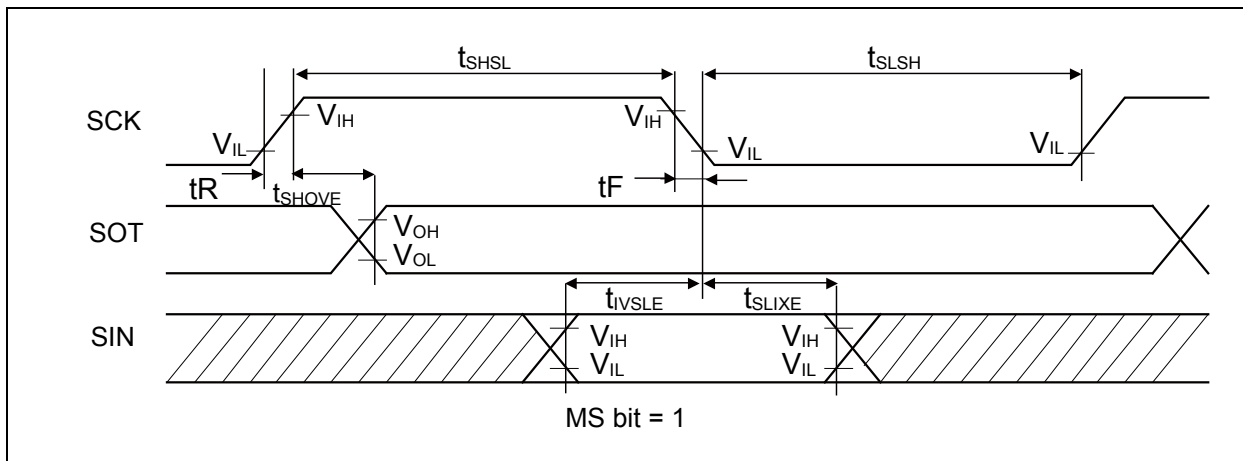 tSHSL tSLSH
SCK VIH VIH
VIL VIL VIL
tR tSHOVE tF
SOT VOH
VOL
tIVSLE tSLIXE
SIN VIH VIH
VIL VIL
MS bit = 1